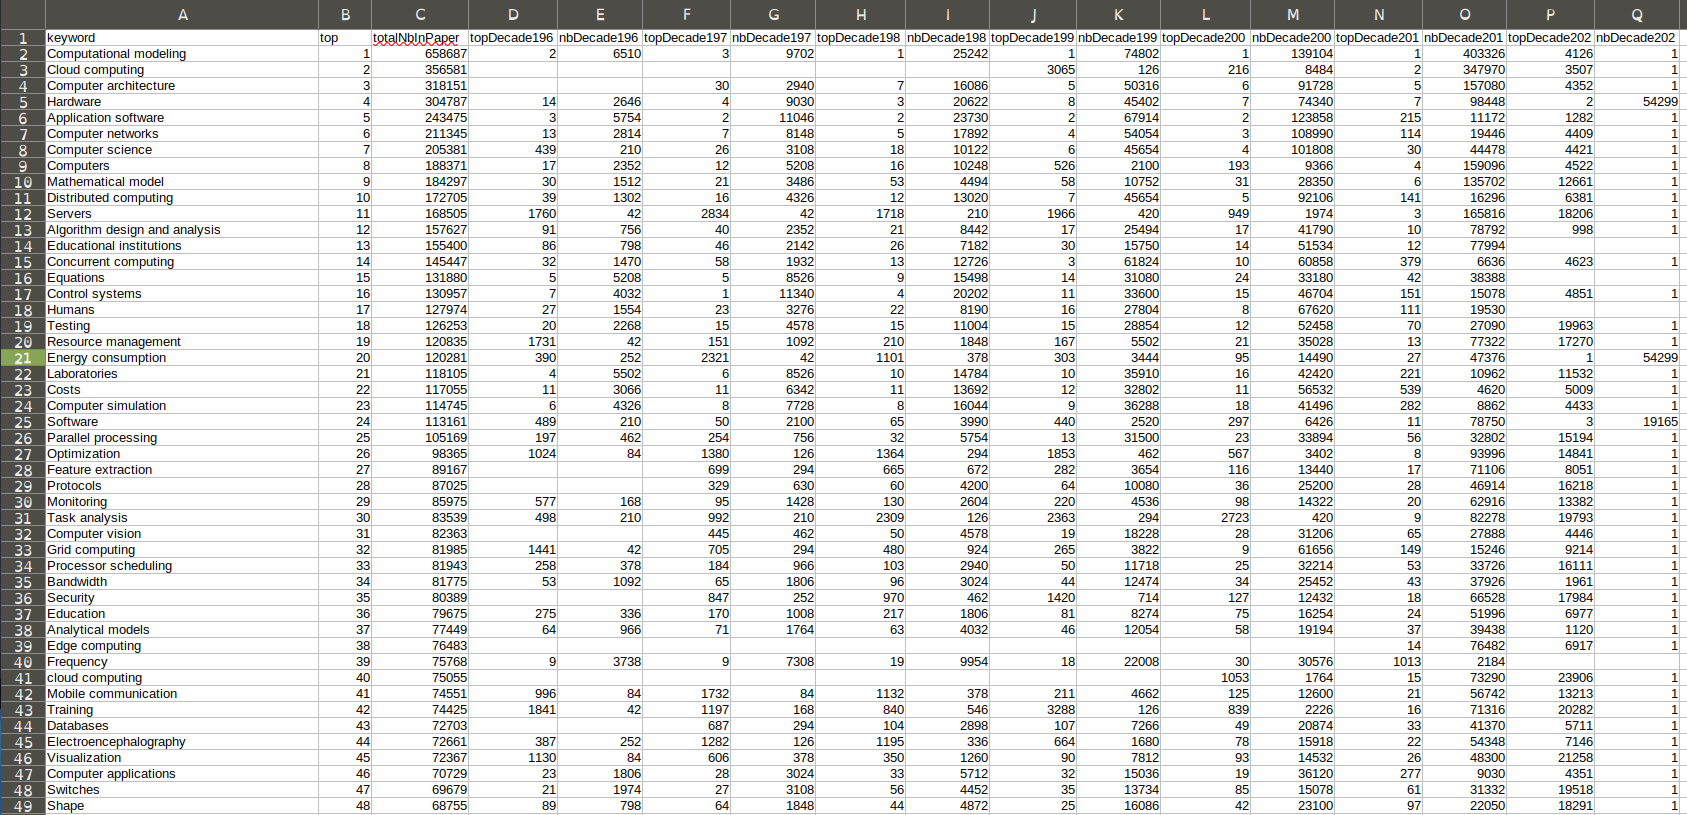 A B C D E F G H I J K L M N O P Q
1 keyword top totalNbInPaper topDecade196 nbDecade196 topDecade197 nbDecade197 topDecade198 nbDecade198 topDecade199 nbDecade199 topDecade200 nbDecade200 topDecade201 nbDecade201 topDecade202 nbDecade202
2 Computational modeling 1 658687 2 6510 3 9702 1 25242 1 74802 1 139104 1 403326 4126 1
3 Cloud computing 2 356581 3065 126 216 8484 2 347970 3507 1
4 Computer architecture 3 318151 30 2940 7 16086 5 50316 6 91728 5 157080 4352 1
5 Hardware 4 304787 14 2646 4 9030 3 20622 8 45402 7 74340 7 98448 2 54299
6 Application software 5 243475 3 5754 2 11046 2 23730 2 67914 2 123858 215 11172 1282 1
7 Computer networks 6 211345 13 2814 7 8148 5 17892 4 54054 3 108990 114 19446 4409 1
8 Computer science 7 205381 439 210 26 3108 18 10122 6 45654 4 101808 30 44478 4421 1
9 Computers 8 188371 17 2352 12 5208 16 10248 526 2100 193 9366 4 159096 4522 1
10 Mathematical model 9 184297 30 1512 21 3486 53 4494 58 10752 31 28350 6 135702 12661 1
11 Distributed computing 10 172705 39 1302 16 4326 12 13020 7 45654 5 92106 141 16296 6381 1
12 Servers 11 168505 1760 42 2834 42 1718 210 1966 420 949 1974 3 165816 18206 1
13 Algorithm design and analysis 12 157627 91 756 40 2352 21 8442 17 25494 17 41790 10 78792 998 1
14 Educational institutions 13 155400 86 798 46 2142 26 7182 30 15750 14 51534 12 77994
15 Concurrent computing 14 145447 32 1470 58 1932 13 12726 3 61824 10 60858 379 6636 4623 1
16 Equations 15 131880 5 5208 5 8526 9 15498 14 31080 24 33180 42 38388
17 Control systems 16 130957 7 4032 1 11340 4 20202 11 33600 15 46704 151 15078 4851 1
18 Humans 17 127974 27 1554 23 3276 22 8190 16 27804 8 67620 111 19530
19 Testing 18 126253 20 2268 15 4578 15 11004 15 28854 12 52458 70 27090 19963 1
20 Resource management 19 120835 1731 42 151 1092 210 1848 167 5502 21 35028 13 77322 17270 1
21 Energy consumption 20 120281 390 252 2321 42 1101 378 303 3444 95 14490 27 47376 1 54299
22 Laboratories 21 118105 4 5502 6 8526 10 14784 10 35910 16 42420 221 10962 11532 1
23 Costs 22 117055 11 3066 11 6342 11 13692 12 32802 11 56532 539 4620 5009 1
24 Computer simulation 23 114745 6 4326 8 7728 8 16044 9 36288 18 41496 282 8862 4433 1
25 Software 24 113161 489 210 50 2100 65 3990 440 2520 297 6426 11 78750 3 19165
26 Parallel processing 25 105169 197 462 254 756 32 5754 13 31500 23 33894 56 32802 15194 1
27 Optimization 26 98365 1024 84 1380 126 1364 294 1853 462 567 3402 8 93996 14841 1
28 Feature extraction 27 89167 699 294 665 672 282 3654 116 13440 17 71106 8051 1
29 Protocols 28 87025 329 630 60 4200 64 10080 36 25200 28 46914 16218 1
30 Monitoring 29 85975 577 168 95 1428 130 2604 220 4536 98 14322 20 62916 13382 1
31 Task analysis 30 83539 498 210 992 210 2309 126 2363 294 2723 420 9 82278 19793 1
32 Computer vision 31 82363 445 462 50 4578 19 18228 28 31206 65 27888 4446 1
33 Grid computing 32 81985 1441 42 705 294 480 924 265 3822 9 61656 149 15246 9214 1
34 Processor scheduling 33 81943 258 378 184 966 103 2940 50 11718 25 32214 53 33726 16111 1
35 Bandwidth 34 81775 53 1092 65 1806 96 3024 44 12474 34 25452 43 37926 1961 1
36 Security 35 80389 847 252 970 462 1420 714 127 12432 18 66528 17984 1
37 Education 36 79675 275 336 170 1008 217 1806 81 8274 75 16254 24 51996 6977 1
38 Analytical models 37 77449 64 966 71 1764 63 4032 46 12054 58 19194 37 39438 1120 1
39 Edge computing 38 76483 14 76482 6917 1
40 Frequency 39 75768 9 3738 9 7308 19 9954 18 22008 30 30576 1013 2184
41 cloud computing 40 75055 1053 1764 15 73290 23906 1
42 Mobile communication 41 74551 996 84 1732 84 1132 378 211 4662 125 12600 21 56742 13213 1
43 Training 42 74425 1841 42 1197 168 840 546 3288 126 839 2226 16 71316 20282 1
44 Databases 43 72703 687 294 104 2898 107 7266 49 20874 33 41370 5711 1
45 Electroencephalography 44 72661 387 252 1282 126 1195 336 664 1680 78 15918 22 54348 7146 1
46 Visualization 45 72367 1130 84 606 378 350 1260 90 7812 93 14532 26 48300 21258 1
47 Computer applications 46 70729 23 1806 28 3024 33 5712 32 15036 19 36120 277 9030 4351 1
48 Switches 47 69679 21 1974 27 3108 56 4452 35 13734 85 15078 61 31332 19518 1
49 Shape 48 68755 89 798 64 1848 44 4872 25 16086 42 23100 97 22050 18291 1